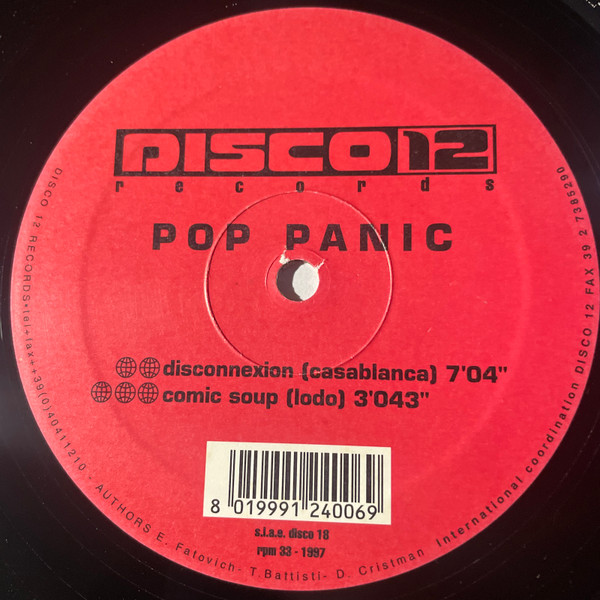 DISCO 12
records
POP PANIC
disconnexion (casablanca) 7'04"
comic soup (lodo) 3'043"
8 019991 240069
s.i.a.e. disco 18
rpm 33 - 1997
DISCO 12 RECORDS•tel+fax++39(0)40411210 - AUTHORS E. Fatovich- T.Battisti- D. Cristman International coordination DISCO 12 FAX 39 2 7385290